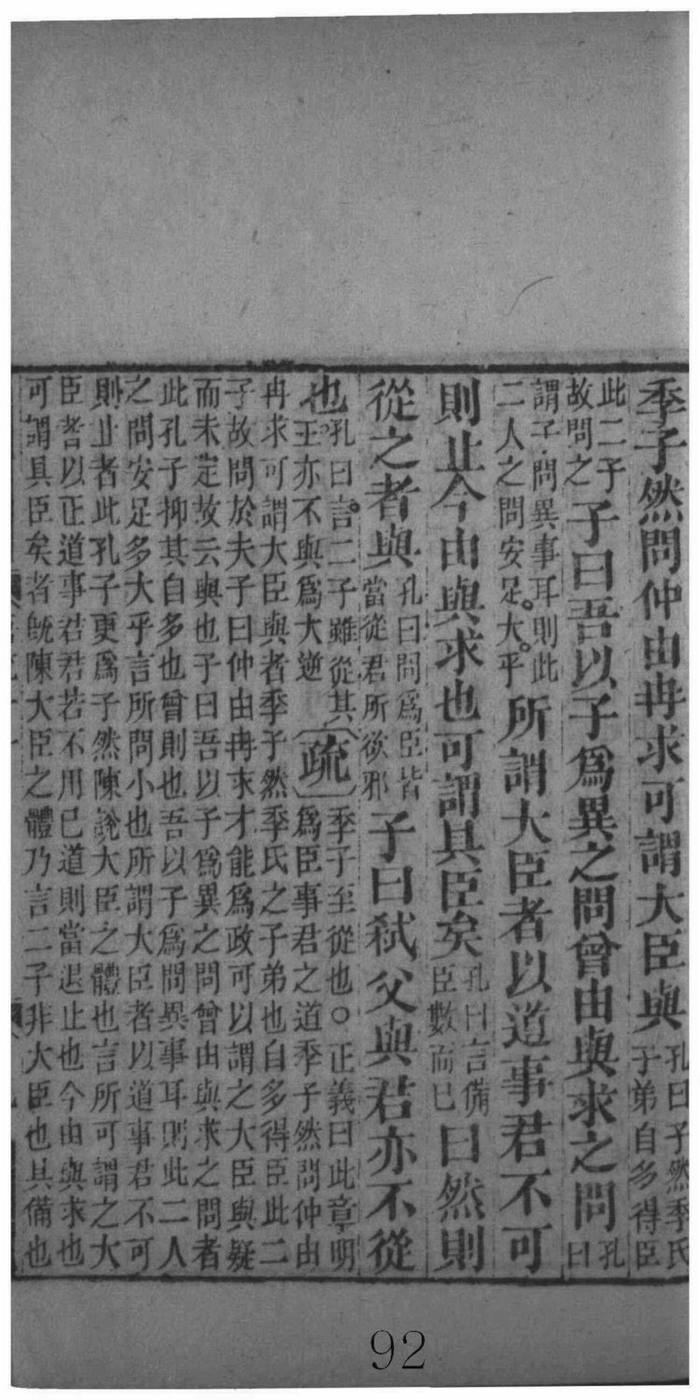 季子然問仲由冉求可謂大臣與孔曰子然季氏子弟自多得臣
此二子故問之子曰吾以子爲異之問曾由與求之問孔曰
謂子問異事耳則此二人之問安足大乎所謂大臣者以道事君不可
則止今由與求也可謂具臣矣孔曰言備臣數而已曰然則
從之者與孔曰問爲臣皆當從君所欲邪子曰弑父與君亦不從
也孔曰言二子雖從其主亦不與爲大逆疏季子至從也○正義曰此章明爲臣事君之道季子然問仲由
冉求可謂大臣與者季子然季氏之子弟也自多得臣此二
子故問於夫子曰仲由冉求才能爲政可以謂之大臣與疑
而未定故云與也子曰吾以子爲異之問曾由與求之問者
此孔子抑其自多也曾則也吾以子爲問異事耳則此二人
之問安足多大乎言所問小也所謂大臣者以道事君不可
則止者此孔子更爲子然陳說大臣之體也言所可謂之大
臣者以正道事君君若不用已道則當退止也今由與求也
可謂具臣矣者旣陳大臣之體乃言二子非大臣也具備也
92